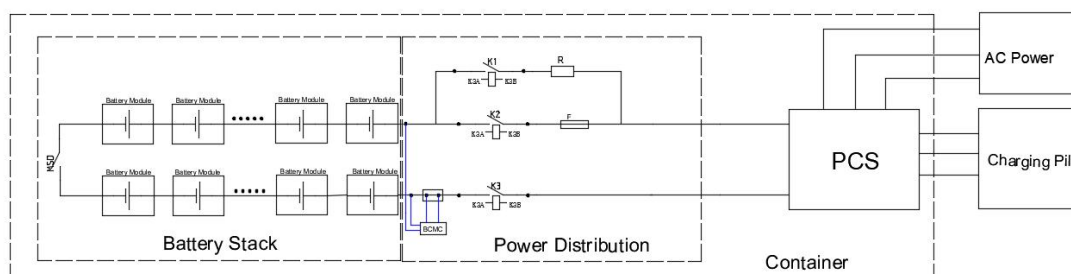 K1
R
K3A K3B
AC Power
Battery Module Battery Module Battery Module Battery Module
K2
F
K3A K3B
MSD
PCS
Charging Pil
Battery Module Battery Module Battery Module Battery Module
K3
K3A K3B
BCMC
Battery Stack
Power Distribution
Container